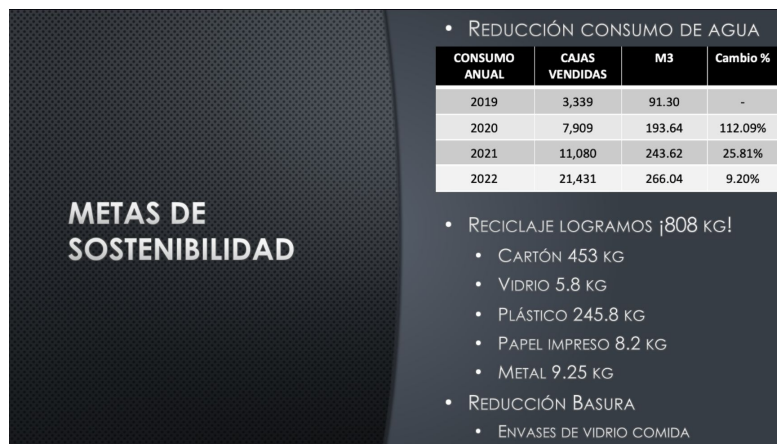 METAS DE
SOSTENIBILIDAD
• REDUCCIÓN CONSUMO DE AGUA
CONSUMO ANUAL CAJAS VENDIDAS M3 Cambio %
2019 3,339 91.30 -
2020 7,909 193.64 112.09%
2021 11,080 243.62 25.81%
2022 21,431 266.04 9.20%
• RECICLAJE LOGRAMOS ¡808 KG!
• CARTÓN 453 KG
• VIDRIO 5.8 KG
• PLÁSTICO 245.8 KG
• PAPEL IMPRESO 8.2 KG
• METAL 9.25 KG
• REDUCCIÓN BASURA
• ENVASES DE VIDRIO COMIDA